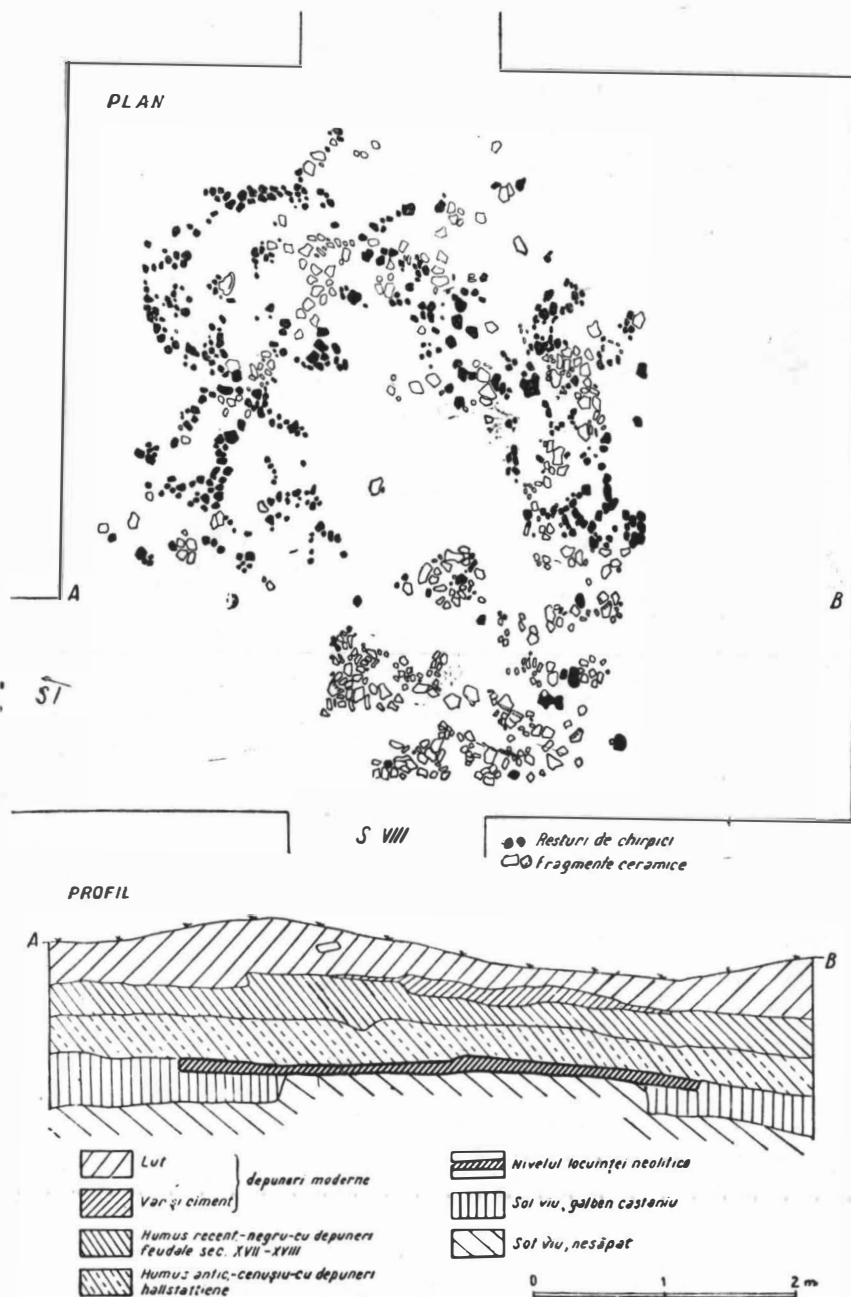 PLAN
A
B
S I
S VIII
Resturi de chirpici
Fragmente ceramice
PROFIL
A
B
Lut
Var și ciment
depuneri moderne
Humus recent-negru-cu depuneri
feudale sec. XVII-XVIII
Humus antic-cenușiu-cu depuneri
hallstattiene
Nivelul locuinței neolitice
Sol viu, galben castaniu
Sol viu, nesăpat
0 1 2 m